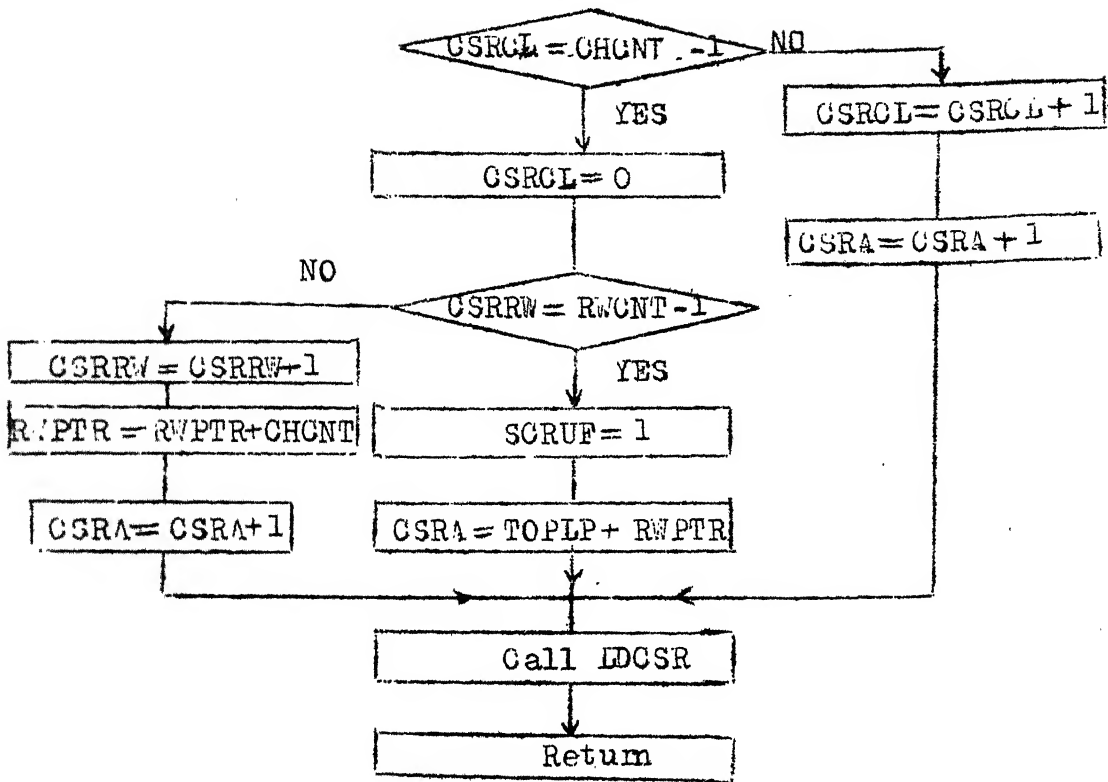 CSRCL = CHCNT -1
NO
YES
CSRCL = CSRCL + 1
CSRCL = 0
CSRA = CSRA + 1
NO
CSRRW = RWCNT -1
CSRRW = CSRRW+1
YES
RWPTR = RWPTR+CHCNT
SCRUF = 1
CSRA = CSRA+1
CSRA = TOPLP + RWPTR
Call LDCSR
Return